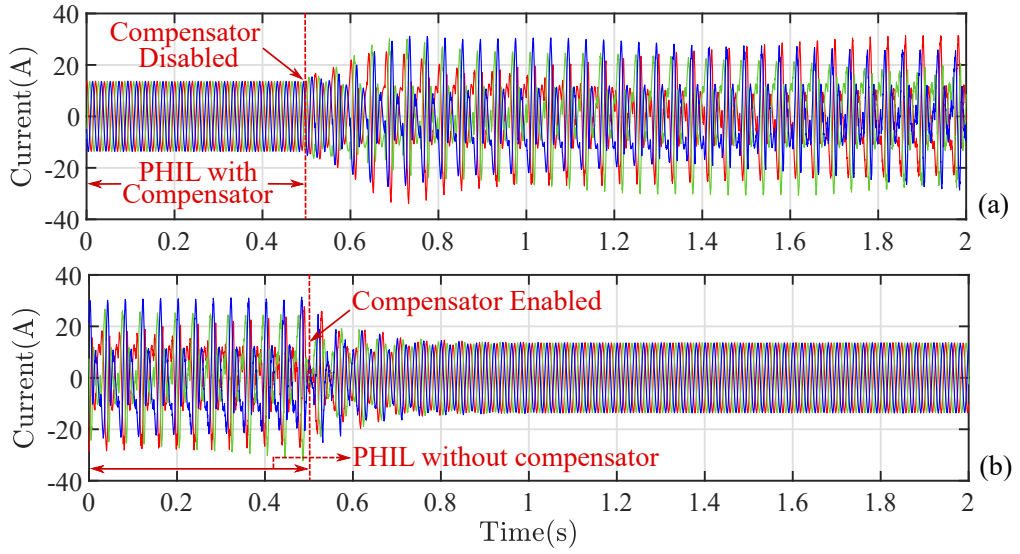 40
20
0
-20
-40
Current(A)
Compensator
Disabled
PHIL with
Compensator
(a)
0 0.2 0.4 0.6 0.8 1 1.2 1.4 1.6 1.8 2
40
20
0
-20
-40
Current(A)
Compensator Enabled
PHIL without compensator
(b)
0 0.2 0.4 0.6 0.8 1 1.2 1.4 1.6 1.8 2
Time(s)